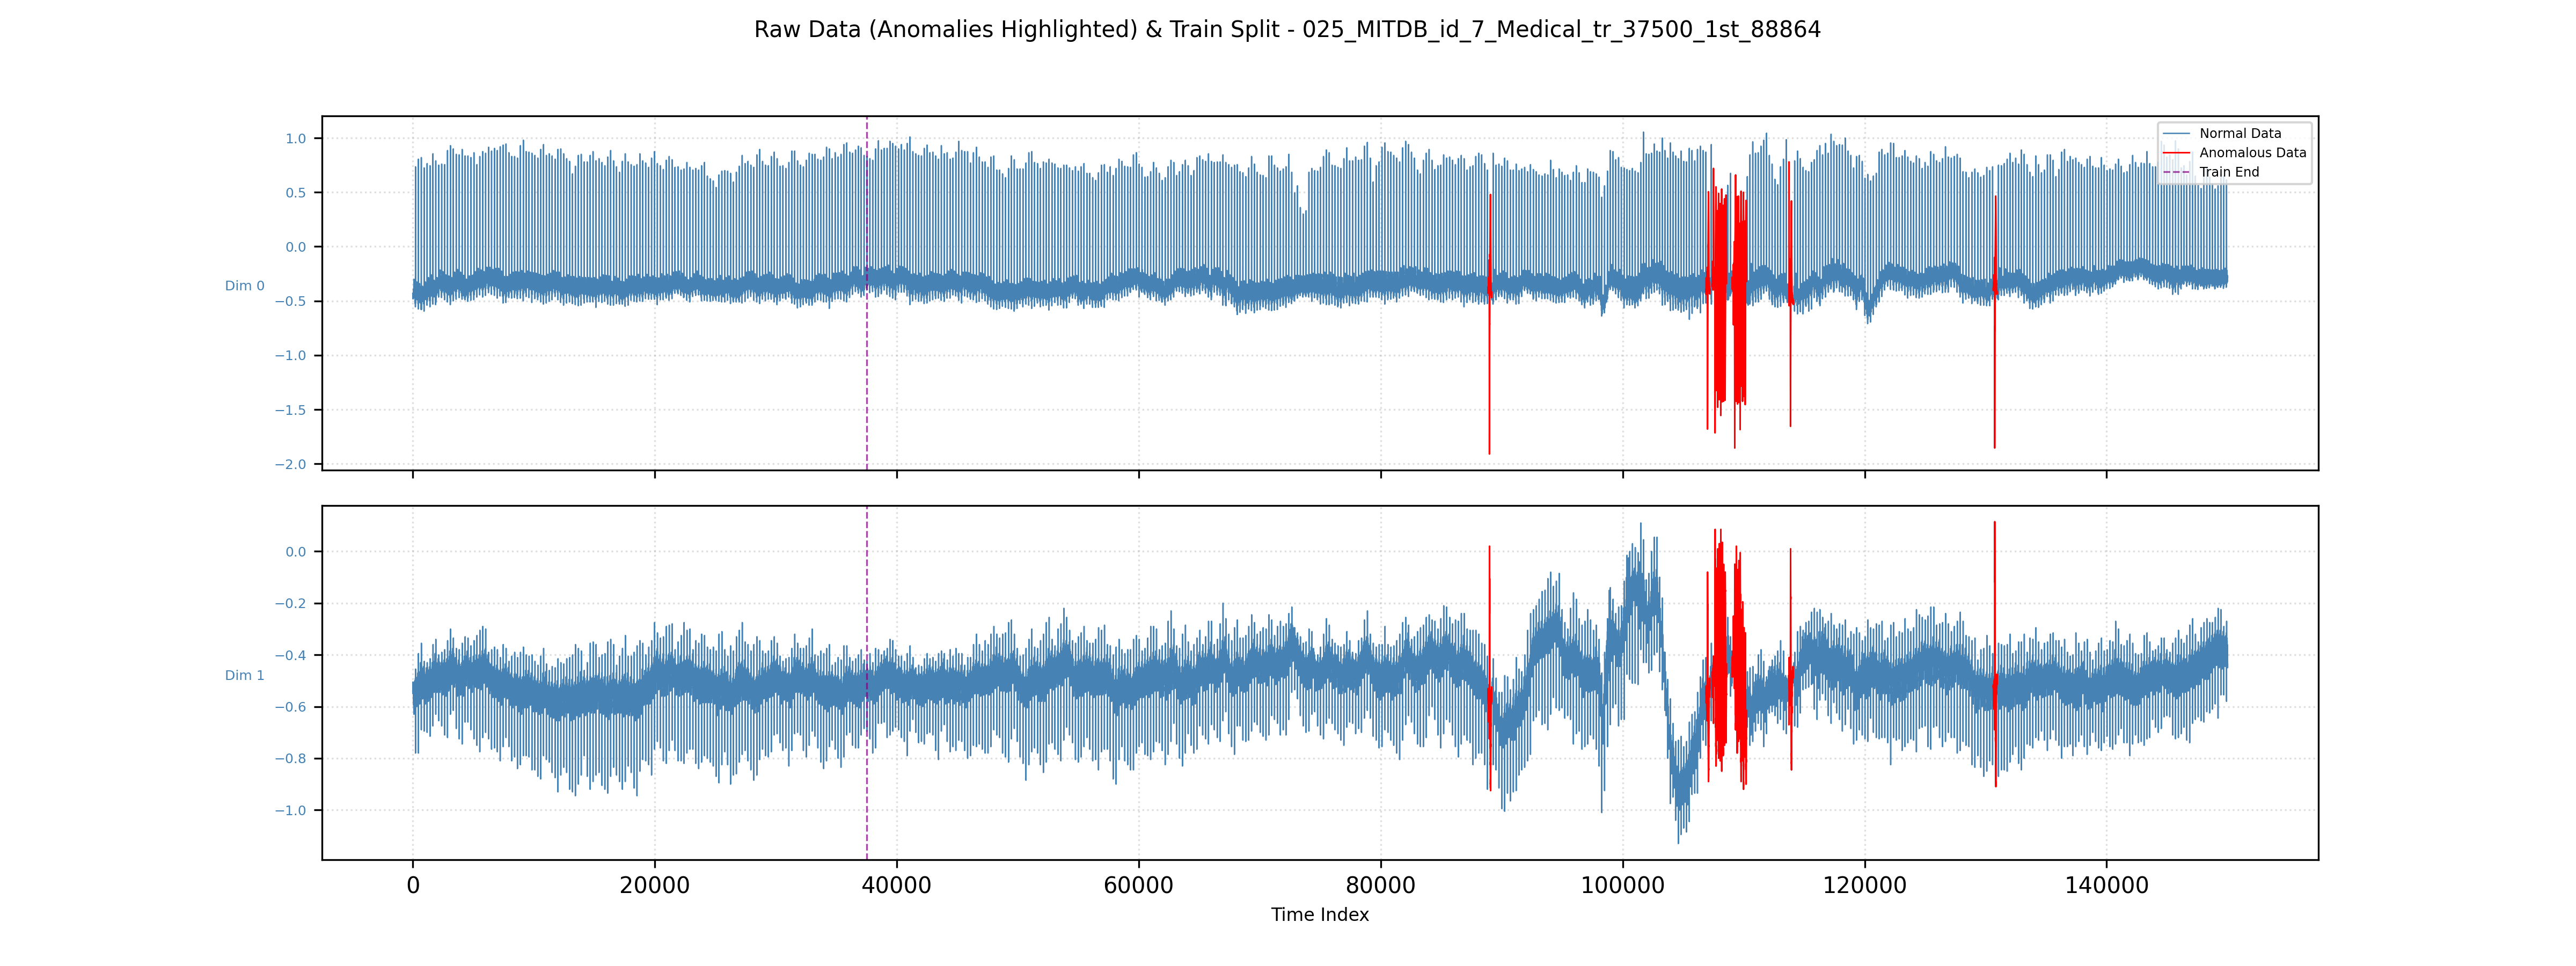 Raw Data (Anomalies Highlighted) & Train Split - 025_MITDB_id_7_Medical_tr_37500_1st_88864
1.0
0.5
0.0
−0.5
−1.0
−1.5
−2.0
Dim 0
Normal Data
Anomalous Data
Train End
0.0
−0.2
−0.4
−0.6
−0.8
−1.0
Dim 1
0 20000 40000 60000 80000 100000 120000 140000
Time Index